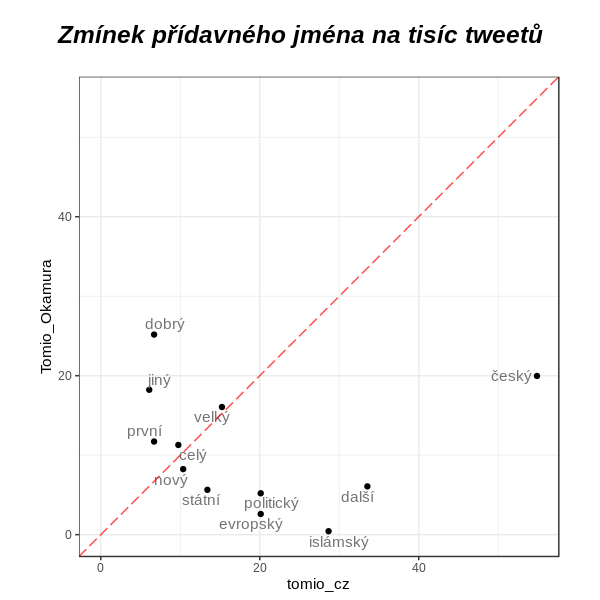 Zmínek přídavného jména na tisíc tweetů
Tomio_Okamura
40
20
0
dobrý
jiný
český
velký
první
celý
nový
státní
politický
další
evropský
islámský
0
20
40
tomio_cz